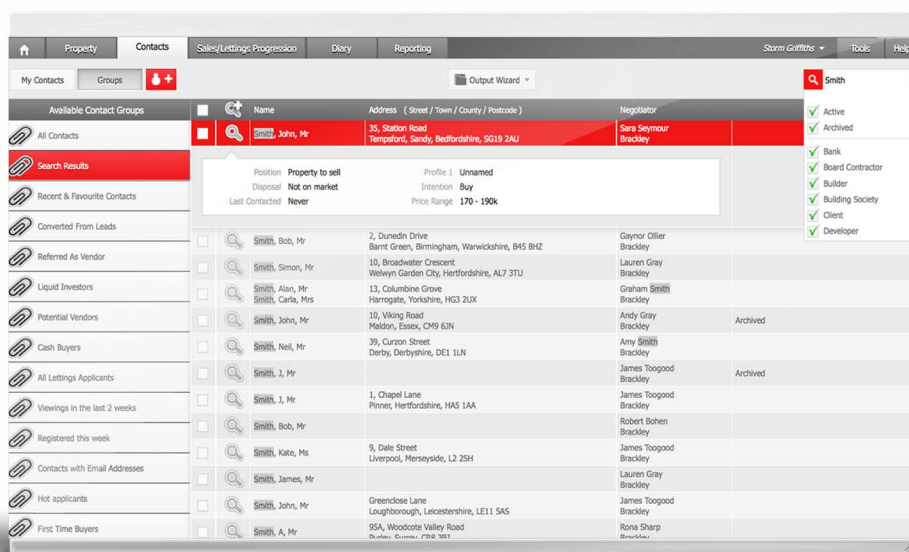 Property Contacts Sales/Lettings Progression Diary Reporting Storm Griffiths Tools Help
My Contacts Groups Output Wizard Smith
Available Contact Groups
All Contacts
Search Results
Recent & Favourite Contacts
Converted From Leads
Referred As Vendor
Liquid Investors
Potential Vendors
Cash Buyers
All Lettings Applicants
Viewings in the last 2 weeks
Registered this week
Contacts with Email Addresses
Hot applicants
First Time Buyers
Name Address ( Street / Town / County / Postcode ) Negotiator
Smith, John, Mr 35, Station Road Sara Seymour
Tempsford, Sandy, Bedfordshire, SG19 2AU Brackley
Position Property to sell Profile 1 Unnamed
Disposal Not on market Intention Buy
Last Contacted Never Price Range 170 - 190k
Smith, Bob, Mr 2, Dunedin Drive Gaynor Ollier
Barnt Green, Birmingham, Warwickshire, B45 8HZ Brackley
Smith, Simon, Mr 10, Broadwater Crescent Lauren Gray
Welwyn Garden City, Hertfordshire, AL7 3TU Brackley
Smith, Alan, Mr 13, Columbine Grove Graham Smith
Smith, Carla, Mrs Harrogate, Yorkshire, HG3 2UX Brackley
Smith, John, Mr 10, Viking Road Andy Gray Archived
Maldon, Essex, CM9 6JN Brackley
Smith, Neil, Mr 39, Curzon Street Amy Smith
Derby, Derbyshire, DE1 1LN Brackley
Smith, J, Mr James Toogood Archived
Brackley
Smith, J, Mr 1, Chapel Lane James Toogood
Pinner, Hertfordshire, HA5 1AA Brackley
Smith, Bob, Mr Robert Bohen
Brackley
Smith, Kate, Ms 9, Dale Street James Toogood
Liverpool, Merseyside, L2 2SH Brackley
Smith, James, Mr Lauren Gray
Brackley
Smith, John, Mr Greenclose Lane James Toogood
Loughborough, Leicestershire, LE11 5AS Brackley
Smith, A, Mr 95A, Woodcote Valley Road Rona Sharp
Purley, Surrey, Brackley
Active
Archived
Bank
Board Contractor
Builder
Building Society
Client
Developer